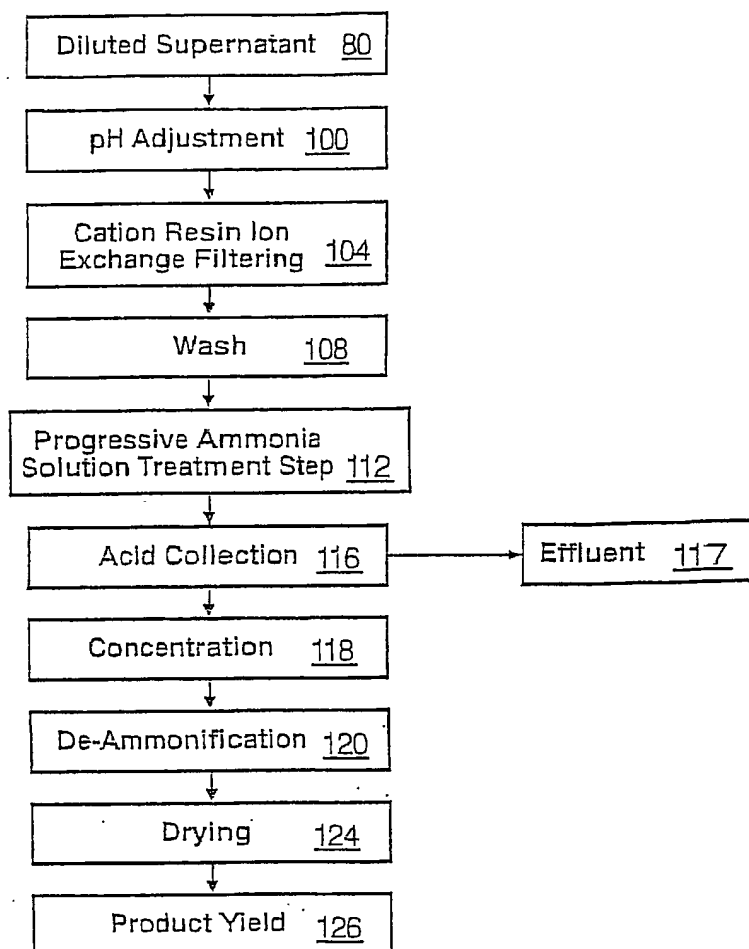 Diluted Supernatant 80
pH Adjustment 100
Cation Resin Ion
Exchange Filtering 104
Wash 108
Progressive Ammonia
Solution Treatment Step 112
Acid Collection 116
Effluent 117
Concentration 118
De-Ammonification 120
Drying 124
Product Yield 126